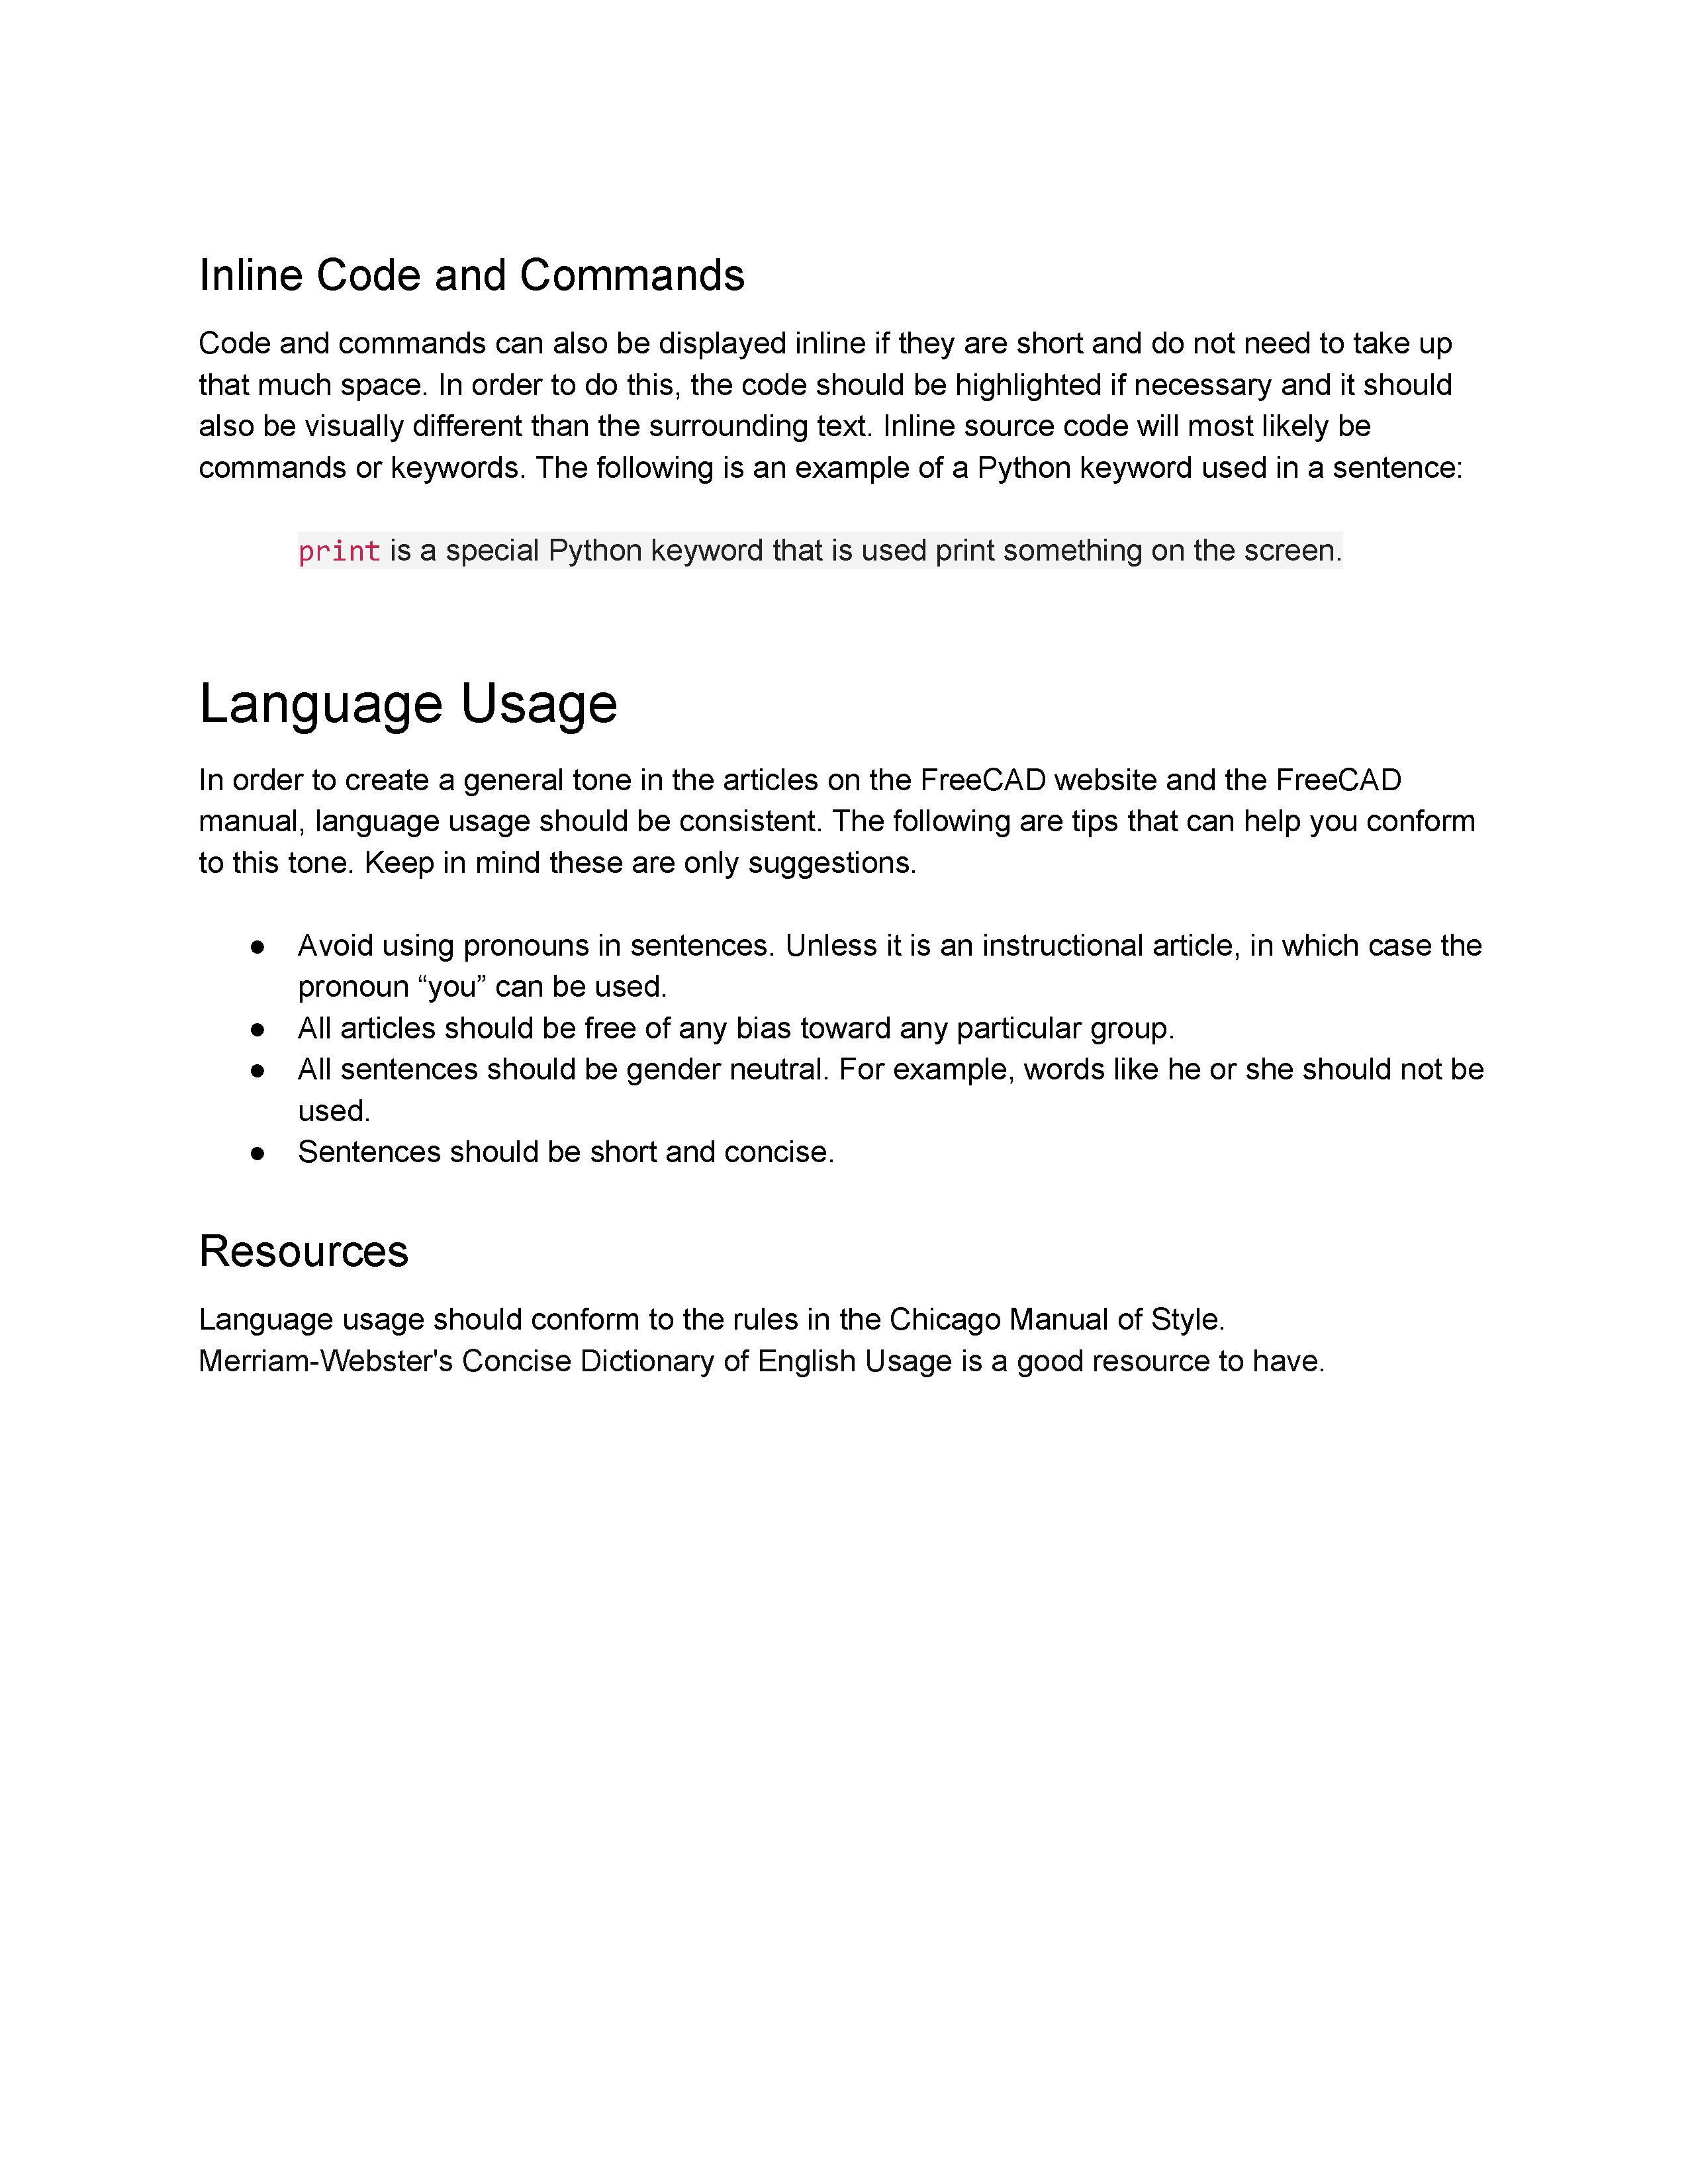 Inline Code and Commands
Code and commands can also be displayed inline if they are short and do not need to take up
that much space. In order to do this, the code should be highlighted if necessary and it should
also be visually different than the surrounding text. Inline source code will most likely be
commands or keywords. The following is an example of a Python keyword used in a sentence:
print is a special Python keyword that is used print something on the screen.
Language Usage
In order to create a general tone in the articles on the FreeCAD website and the FreeCAD
manual, language usage should be consistent. The following are tips that can help you conform
to this tone. Keep in mind these are only suggestions.
● Avoid using pronouns in sentences. Unless it is an instructional article, in which case the
pronoun “you” can be used.
● All articles should be free of any bias toward any particular group.
● All sentences should be gender neutral. For example, words like he or she should not be
used.
● Sentences should be short and concise.
Resources
Language usage should conform to the rules in the Chicago Manual of Style.
Merriam-Webster's Concise Dictionary of English Usage is a good resource to have.